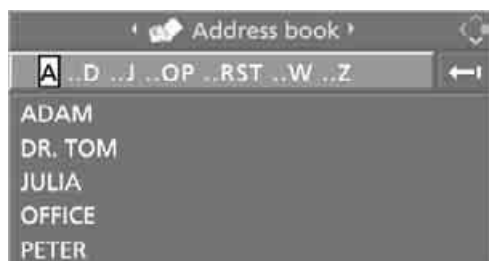 Address book
A ..D ..J ..OP ..RST ..W ..Z
ADAM
DR. TOM
JULIA
OFFICE
PETER